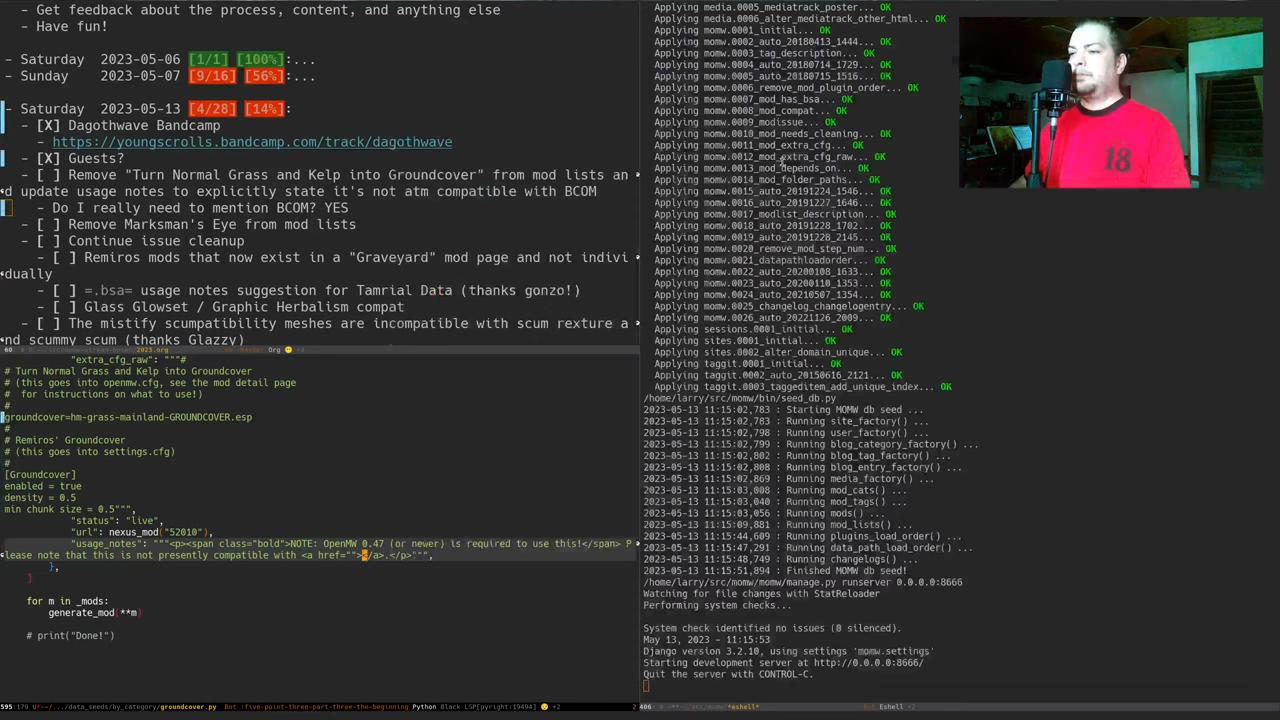 - Get feedback about the process, content, and anything else
- Have fun!
- Saturday  2023-05-06 [1/1] [100%]:...
- Sunday    2023-05-07 [9/16] [56%]:...
- Saturday  2023-05-13 [4/28] [14%]:
- [X] Dagothwave Bandcamp
- https://youngscrolls.bandcamp.com/track/dagothwave
- [X] Guests?
- [ ] Remove "Turn Normal Grass and Kelp into Groundcover" from mod lists an
d update usage notes to explicitly state it's not atm compatible with BCOM
- Do I really need to mention BCOM? YES
- [ ] Remove Marksman's Eye from mod lists
- [ ] Continue issue cleanup
- [ ] Remiros mods that now exist in a "Graveyard" mod page and not indivi
dually
- [ ] =.bsa= usage notes suggestion for Tamrial Data (thanks gonzo!)
- [ ] Glass Glowset / Graphic Herbalism compat
- [ ] The mistify scumpatibility meshes are incompatible with scum rexture a
nd scummy scum (thanks Glazzy)
"extra_cfg_raw": """#
# Turn Normal Grass and Kelp into Groundcover
# (this goes into openmw.cfg, see the mod detail page
#  for instructions on what to use!)
#
groundcover=hm-grass-mainland-GROUNDCOVER.esp
#
# Remiros' Groundcover
# (this goes into settings.cfg)
#
[Groundcover]
enabled = true
density = 0.5
min chunk size = 0.5""",
"status": "live",
"url": nexus_mod("52010"),
"usage_notes": """<p><span class="bold">NOTE: OpenMW 0.47 (or newer) is required to use this!</span> P
lease note that this is not presently compatible with <a href=""></a>.</p>""",
},
]
for m in _mods:
generate_mod(**m)
# print("Done!")
595:179 groundcover.py Bot :five-point-three-part-three-the-beginning Python Black LSP[pyright:19494] +2
Applying media.0005_mediatrack_poster... OK
Applying media.0006_alter_mediatrack_other_html... OK
Applying momw.0001_initial... OK
Applying momw.0002_auto_20180413_1444... OK
Applying momw.0003_tag_description... OK
Applying momw.0004_auto_20180714_1729... OK
Applying momw.0005_auto_20180715_1516... OK
Applying momw.0006_remove_mod_plugin_order... OK
Applying momw.0007_mod_has_bsa... OK
Applying momw.0008_mod_compat... OK
Applying momw.0009_modissue... OK
Applying momw.0010_mod_needs_cleaning... OK
Applying momw.0011_mod_extra_cfg... OK
Applying momw.0012_mod_extra_cfg_raw... OK
Applying momw.0013_mod_depends_on... OK
Applying momw.0014_mod_folder_paths... OK
Applying momw.0015_auto_20191224_1546... OK
Applying momw.0016_auto_20191227_1646... OK
Applying momw.0017_modlist_description... OK
Applying momw.0018_auto_20191228_1702... OK
Applying momw.0019_auto_20191228_2145... OK
Applying momw.0020_remove_mod_step_num... OK
Applying momw.0021_datapathloadorder... OK
Applying momw.0022_auto_20200108_1633... OK
Applying momw.0023_auto_20200110_1353... OK
Applying momw.0024_auto_20210507_1354... OK
Applying momw.0025_changelog_changelogentry... OK
Applying momw.0026_auto_20221126_2009... OK
Applying sessions.0001_initial... OK
Applying sites.0001_initial... OK
Applying sites.0002_alter_domain_unique... OK
Applying taggit.0001_initial... OK
Applying taggit.0002_auto_20150616_2121... OK
Applying taggit.0003_taggeditem_add_unique_index... OK
/home/larry/src/momw/bin/seed_db.py
2023-05-13 11:15:02,783 : Starting MOMW db seed ...
2023-05-13 11:15:02,783 : Running site_factory() ...
2023-05-13 11:15:02,798 : Running user_factory() ...
2023-05-13 11:15:02,799 : Running blog_category_factory() ...
2023-05-13 11:15:02,802 : Running blog_tag_factory() ...
2023-05-13 11:15:02,808 : Running blog_entry_factory() ...
2023-05-13 11:15:02,869 : Running media_factory() ...
2023-05-13 11:15:03,008 : Running mod_cats() ...
2023-05-13 11:15:03,040 : Running mod_tags() ...
2023-05-13 11:15:03,056 : Running mods() ...
2023-05-13 11:15:09,881 : Running mod_lists() ...
2023-05-13 11:15:44,609 : Running plugins_load_order() ...
2023-05-13 11:15:47,291 : Running data_path_load_order() ...
2023-05-13 11:15:48,749 : Running changelogs() ...
2023-05-13 11:15:51,894 : Finished MOMW db seed!
/home/larry/src/momw/momw/manage.py runserver 0.0.0.0:8666
Watching for file changes with StatReloader
Performing system checks...
System check identified no issues (0 silenced).
May 13, 2023 - 11:15:53
Django version 3.2.10, using settings 'momw.settings'
Starting development server at http://0.0.0.0:8666/
Quit the server with CONTROL-C.
18